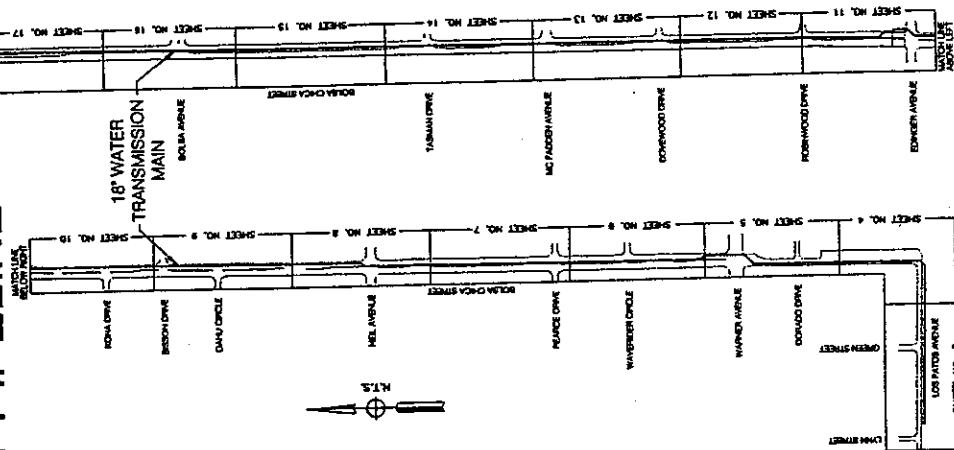 SHEET NO. 17
SHEET NO. 16
SHEET NO. 15
SHEET NO. 14
SHEET NO. 13
SHEET NO. 12
SHEET NO. 11
MATCH LINE
ABOVE LEFT
BOLSA CHICA STREET
18" WATER
TRANSMISSION
MAIN
BOLSA AVENUE
TASMAN DRIVE
MC FADDEN AVENUE
DOVEWOOD DRIVE
ROBINWOOD DRIVE
EDINGER AVENUE
MATCH LINE
BELOW RIGHT
SHEET NO. 10
SHEET NO. 9
SHEET NO. 8
SHEET NO. 7
SHEET NO. 6
SHEET NO. 5
SHEET NO. 4
BOLSA CHICA STREET
KONA DRIVE
BISSON DRIVE
OAHU CIRCLE
HEIL AVENUE
PEARCE DRIVE
WAVERIDER CIRCLE
WARNER AVENUE
DORADO DRIVE
GREEN STREET
LYNN STREET
LOS PATOS AVENUE
N.T.S.